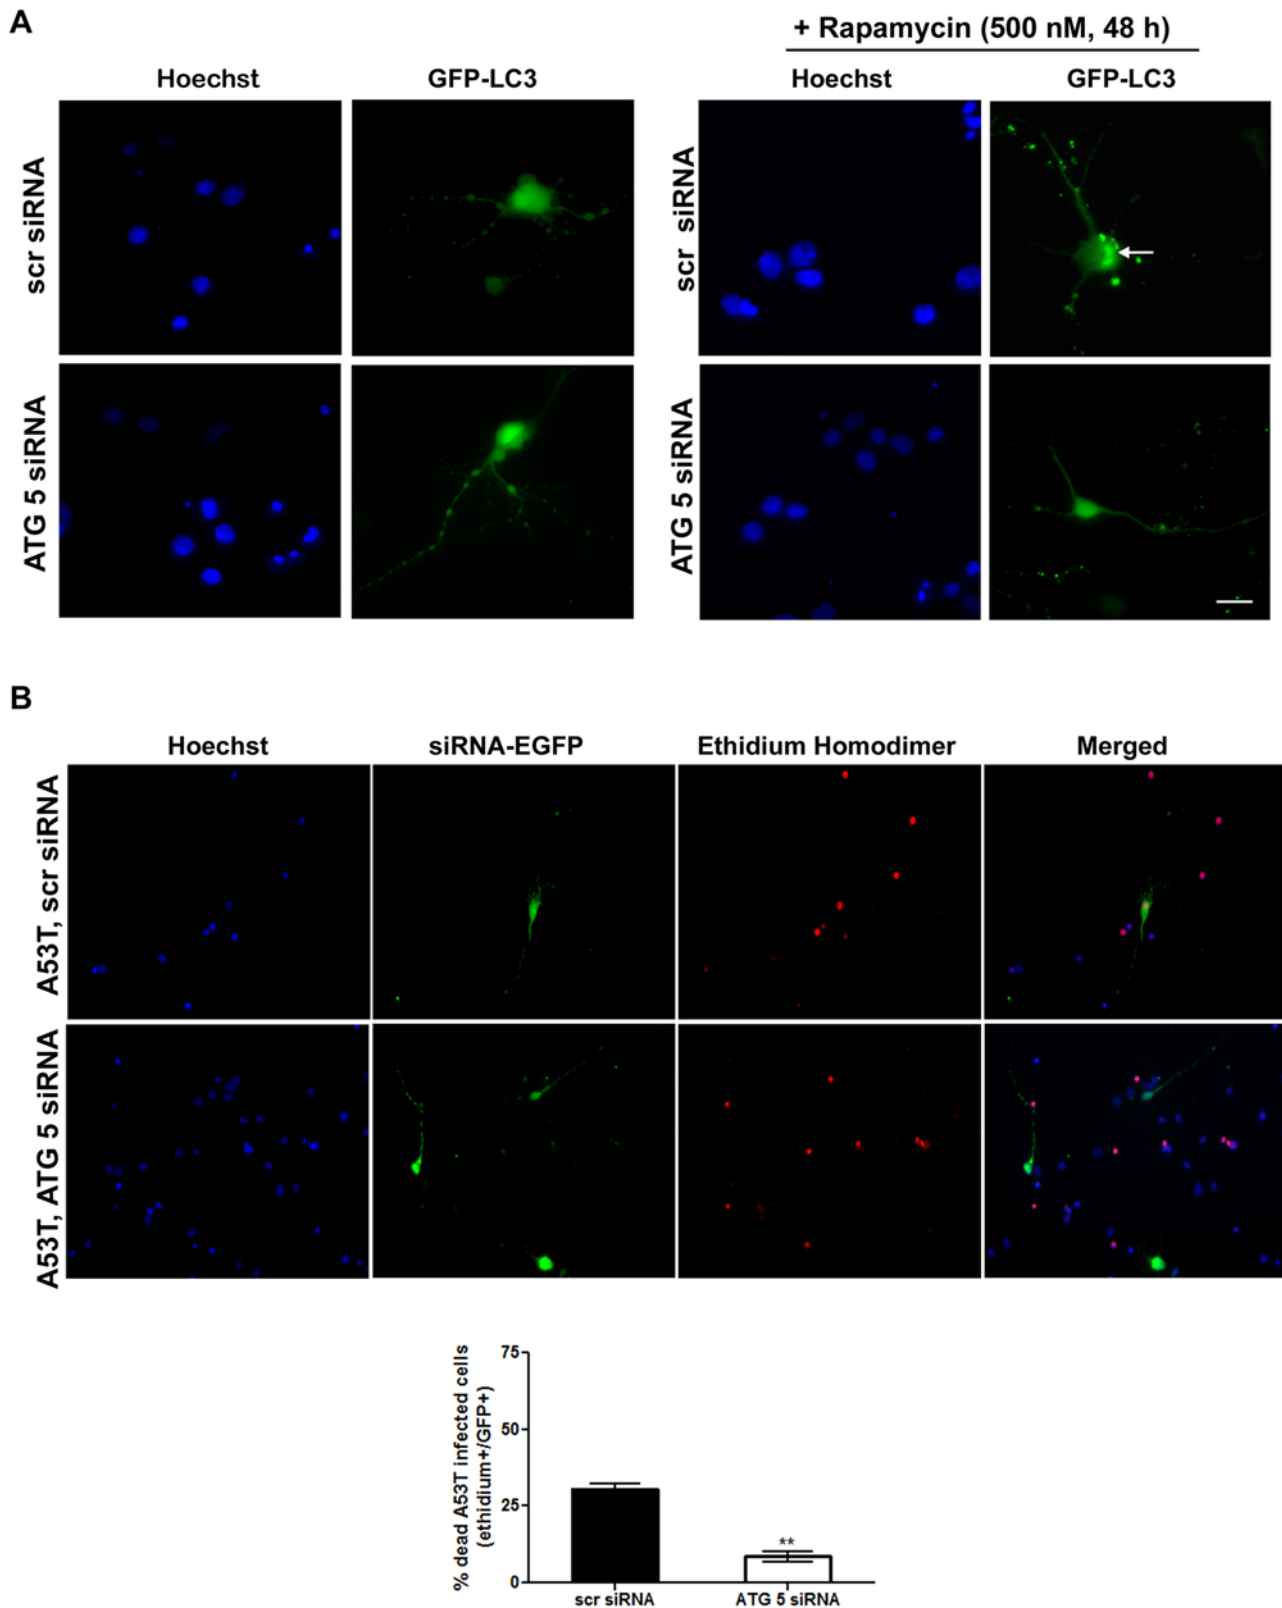 A
+ Rapamycin (500 nM, 48 h)
Hoechst
GFP-LC3
Hoechst
GFP-LC3
scr siRNA
scr siRNA
ATG 5 siRNA
ATG 5 siRNA
B
Hoechst
siRNA-EGFP
Ethidium Homodimer
Merged
A53T, scr siRNA
A53T, ATG 5 siRNA
% dead A53T infected cells
(ethidium+/GFP+)
75
50
25
0
**
scr siRNA
ATG 5 siRNA